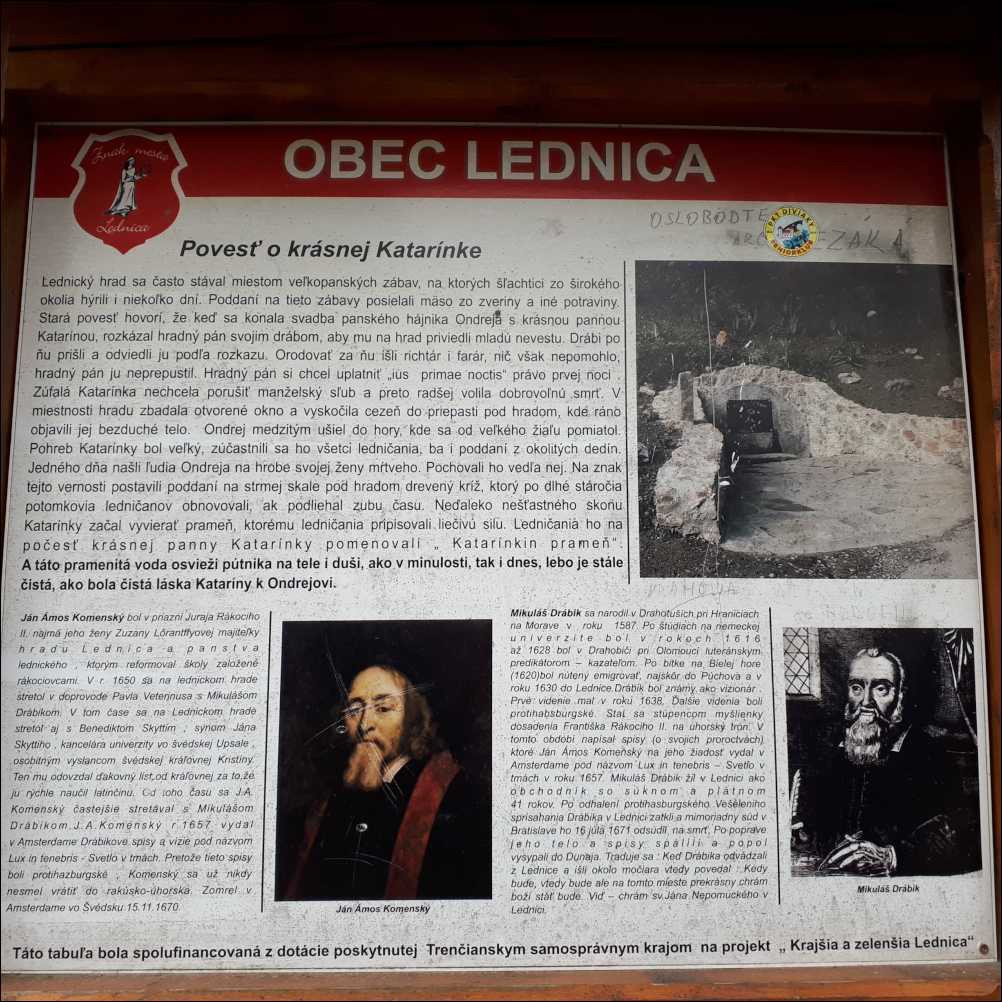 Znak mesta
Lednica
OBEC LEDNICA
OSLOBOĎTE
PKT DIVIAKY
SENIORKLUB
Povesť o krásnej Katarínke
Lednický hrad sa často stával miestom veľkopanských zábav, na ktorých šľachtici zo širokého
okolia hýrili i niekoľko dní. Poddaní na tieto zábavy posielali mäso zo zveriny a iné potraviny.
Stará povesť hovorí, že keď sa konala svadba panského hájnika Ondreja s krásnou pannou
Katarínou, rozkázal hradný pán svojim drábom, aby mu na hrad priviedli mladú nevestu. Drábi po
ňu prišli a odviedli ju podľa rozkazu. Orodovať za ňu išli richtár i farár, nič však nepomohlo,
hradný pán ju neprepustil. Hradný pán si chcel uplatniť „ius primae noctis“ právo prvej noci .
Zúfalá Katarínka nechcela porušiť manželský sľub a preto radšej volila dobrovoľnú smrť. V
miestnosti hradu zbadala otvorené okno a vyskočila cezeň do priepasti pod hradom, kde ráno
objavili jej bezduché telo. Ondrej medzitým ušiel do hory, kde sa od veľkého žiaľu pomiatol.
Pohreb Katarínky bol veľký, zúčastnili sa ho všetci ledničania, ba i poddaní z okolitých dedín.
Jedného dňa našli ľudia Ondreja na hrobe svojej ženy mŕtveho. Pochovali ho vedľa nej. Na znak
tejto vernosti postavili poddaní na strmej skale pod hradom drevený kríž, ktorý po dlhé stáročia
potomkovia ledničanov obnovovali, ak podliehal zubu času. Neďaleko nešťastného skonu
Katarínky začal vyvierať prameň, ktorému ledničania pripisovali liečivú silu. Ledničania ho na
počesť krásnej panny Katarínky pomenovali „ Katarínkin prameň“.
A táto pramenitá voda osvieži pútnika na tele i duši, ako v minulosti, tak i dnes, lebo je stále
čistá, ako bola čistá láska Kataríny k Ondrejovi.
Ján Ámos Komenský bol v priazni Juraja Rákociho
II. najmä jeho ženy Zuzany Lórantffyovej majiteľky
hradu Lednica a panstva
lednického , ktorým reformoval školy založené
rákociovcami. V r. 1650 sa na lednickom hrade
stretol v doprovode Pavla Veterínusa s Mikulášom
Drábikom. V tom čase sa na Lednickom hrade
stretol aj s Benediktom Skyttim , synom Jána
Skyttiho , kancelára univerzity vo švédskej Upsale ,
osobitným vyslancom švédskej kráľovnej Kristíny.
Ten mu odovzdal ďakovný list od kráľovnej za to že
ju rýchle naučil latinčinu. Od toho času sa J.A.
Komenský častejšie stretával s Mikulášom
Drábikom.J.A.Komenský r.1657 vydal
v Amsterdame Drábikove spisy a vízie pod názvom
Lux in tenebris - Svetlo v tmách. Pretože tieto spisy
boli protihazburgské , Komenský sa už nikdy
nesmel vrátiť do rakúsko-uhorska. Zomrel v
Amsterdame vo Švédsku 15.11.1670.
Ján Ámos Komenský
Mikuláš Drábik sa narodil v Drahotušich pri Hraniciach
na Morave v roku 1587. Po štúdiach na nemeckej
univerzite bol v rokoch 1616
až 1628 bol v Drahobiči pri Olomouci luteránskym
predikátorom – kazateľom. Po bitke na Bielej hore
(1620)bol nútený emigrovať, najskôr do Púchova a v
roku 1630 do Lednice.Drábik bol známy ako vizionár .
Prvé videnie mal v roku 1638. Ďalšie videnia boli
protihabsburgské. Stal sa stúpencom myšlienky
dosadenia Františka Rákociho II. na uhorský trón. V
tomto období napísal spisy (o svojich proroctvách)
ktoré Ján Ámos Komenský na jeho žiadosť vydal v
Amsterdame pod názvom Lux in tenebris – Svetlo v
tmách v roku 1657. Mikuláš Drábik žil v Lednici ako
obchodník so súknom a plátnom
41 rokov. Po odhalení protihasburgského Vešeléniho
sprisahania Drábika v Lednici zatkli a mimoriadny súd v
Bratislave ho 16 júla 1671 odsúdil na smrť. Po poprave
jeho telo a spisy spálili a popol
vysypali do Dunaja. Traduje sa : Keď Drábika odvádzali
z Lednice a išli okolo močiara vtedy povedal : Kedy
bude, vtedy bude ale na tomto mieste prekrásny chrám
boží stáť bude. Viď – chrám sv.Jána Nepomuckého v
Lednici.
Mikuláš Drábik
Táto tabuľa bola spolufinancovaná z dotácie poskytnutej Trenčianskym samosprávnym krajom na projekt „ Krajšia a zelenšia Lednica“